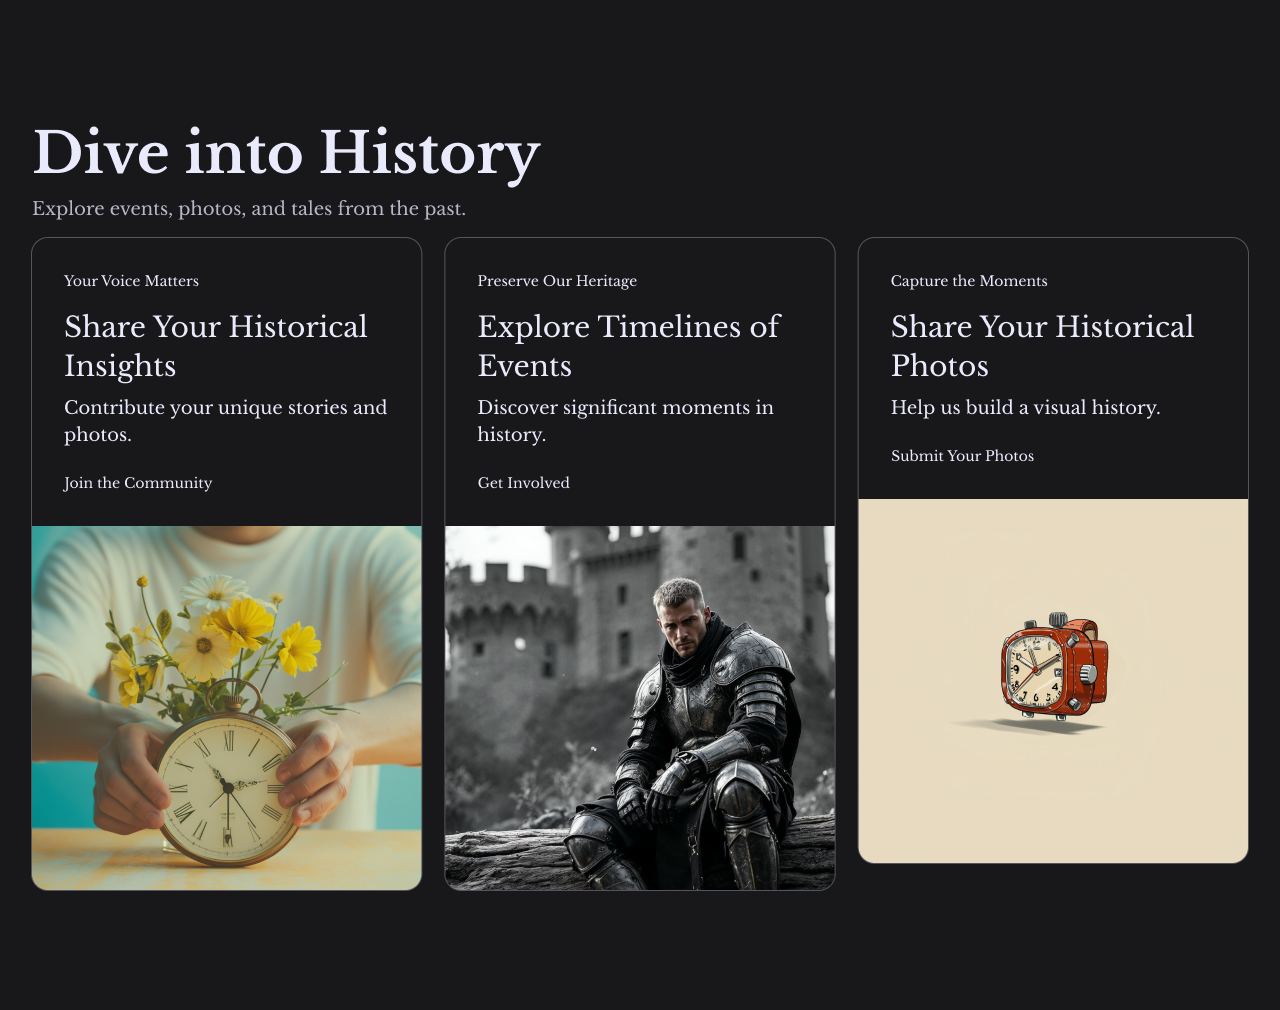 Dive into History
Explore events, photos, and tales from the past.
Your Voice Matters
Share Your Historical
Insights
Contribute your unique stories and
photos.
Join the Community
Preserve Our Heritage
Explore Timelines of
Events
Discover significant moments in
history.
Get Involved
Capture the Moments
Share Your Historical
Photos
Help us build a visual history.
Submit Your Photos